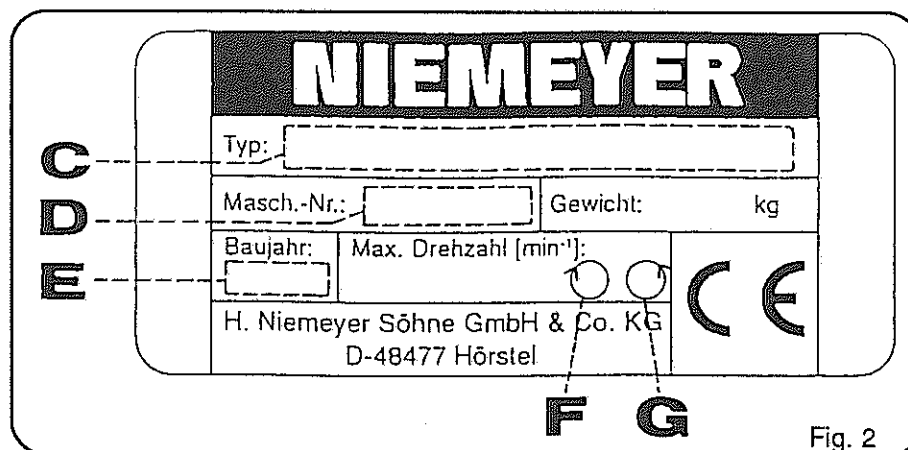 NIEMEYER
C
Typ:
D
Masch.-Nr.: Gewicht: kg
E
Baujahr: Max. Drehzahl [min⁻¹]:
H. Niemeyer Söhne GmbH & Co. KG
D-48477 Hörstel
CE
F G
Fig. 2